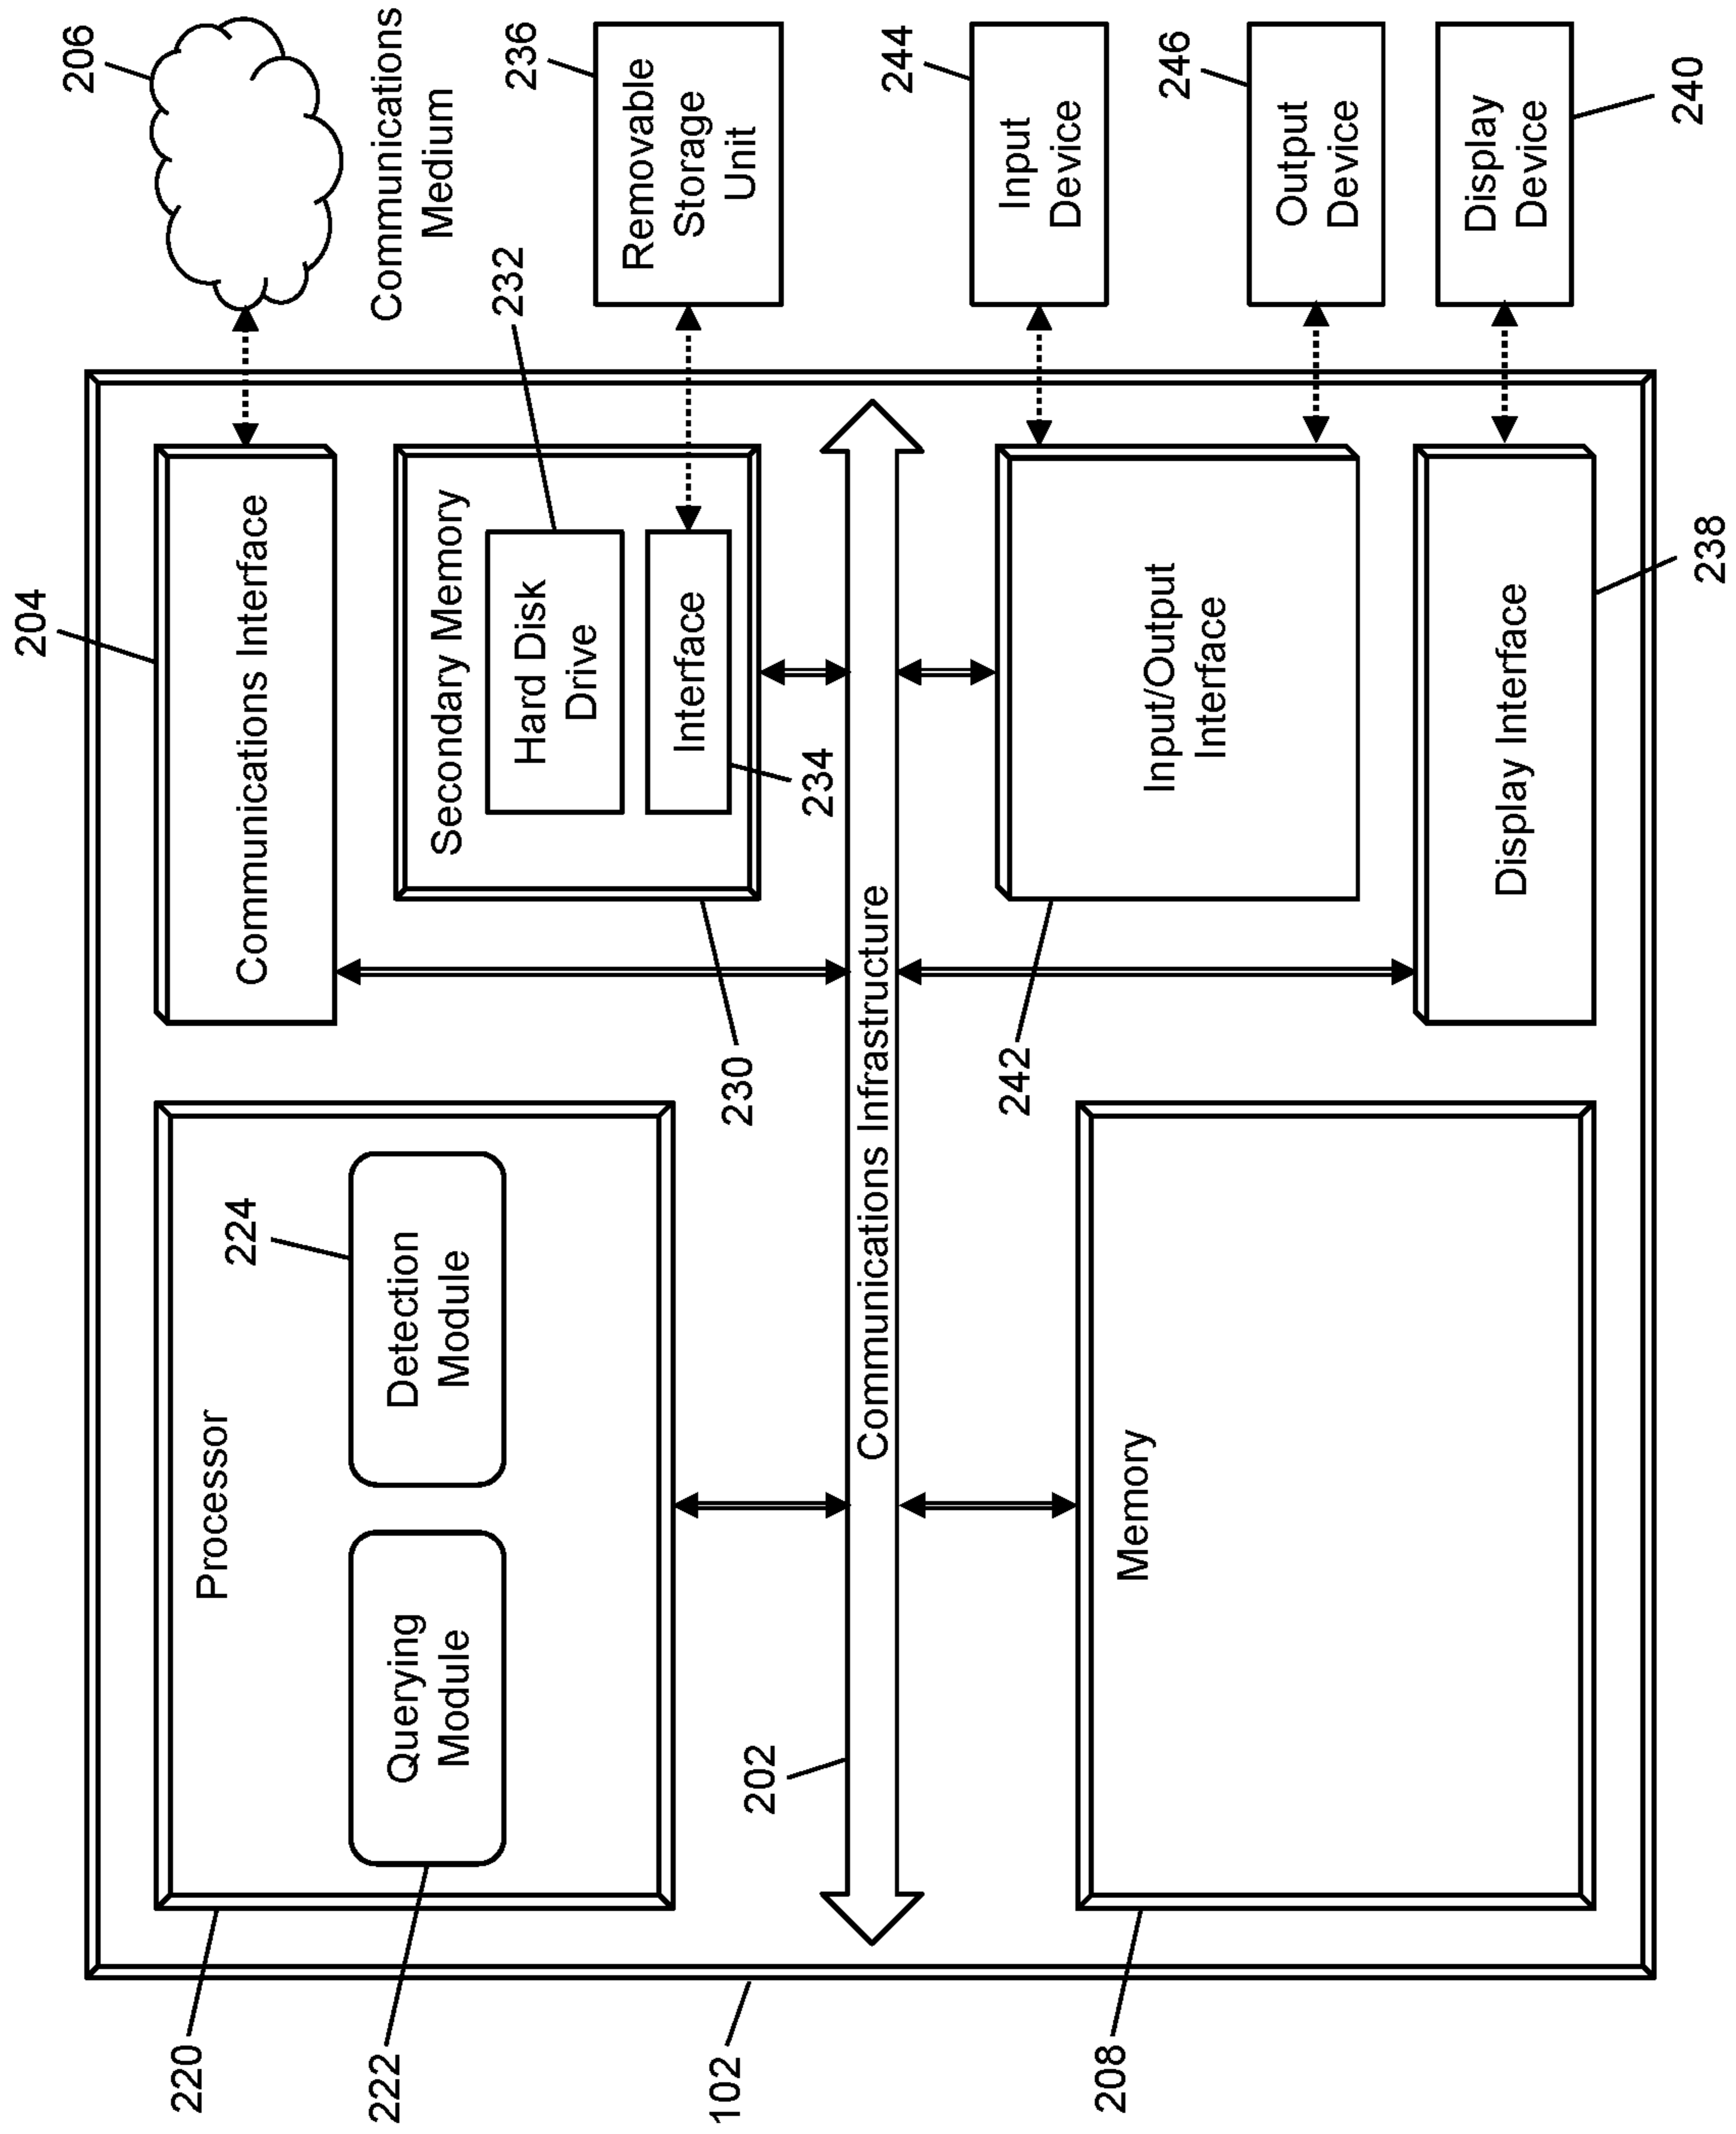 220
222
102
208
Processor
Querying
Module
Detection
Module
224
202
Communications Infrastructure
Memory
204
Communications Interface
230
Secondary Memory
Hard Disk
Drive
232
Interface
234
242
Input/Output
Interface
Display Interface
238
206
Communications
Medium
236
Removable
Storage
Unit
244
Input
Device
246
Output
Device
Display
Device
240